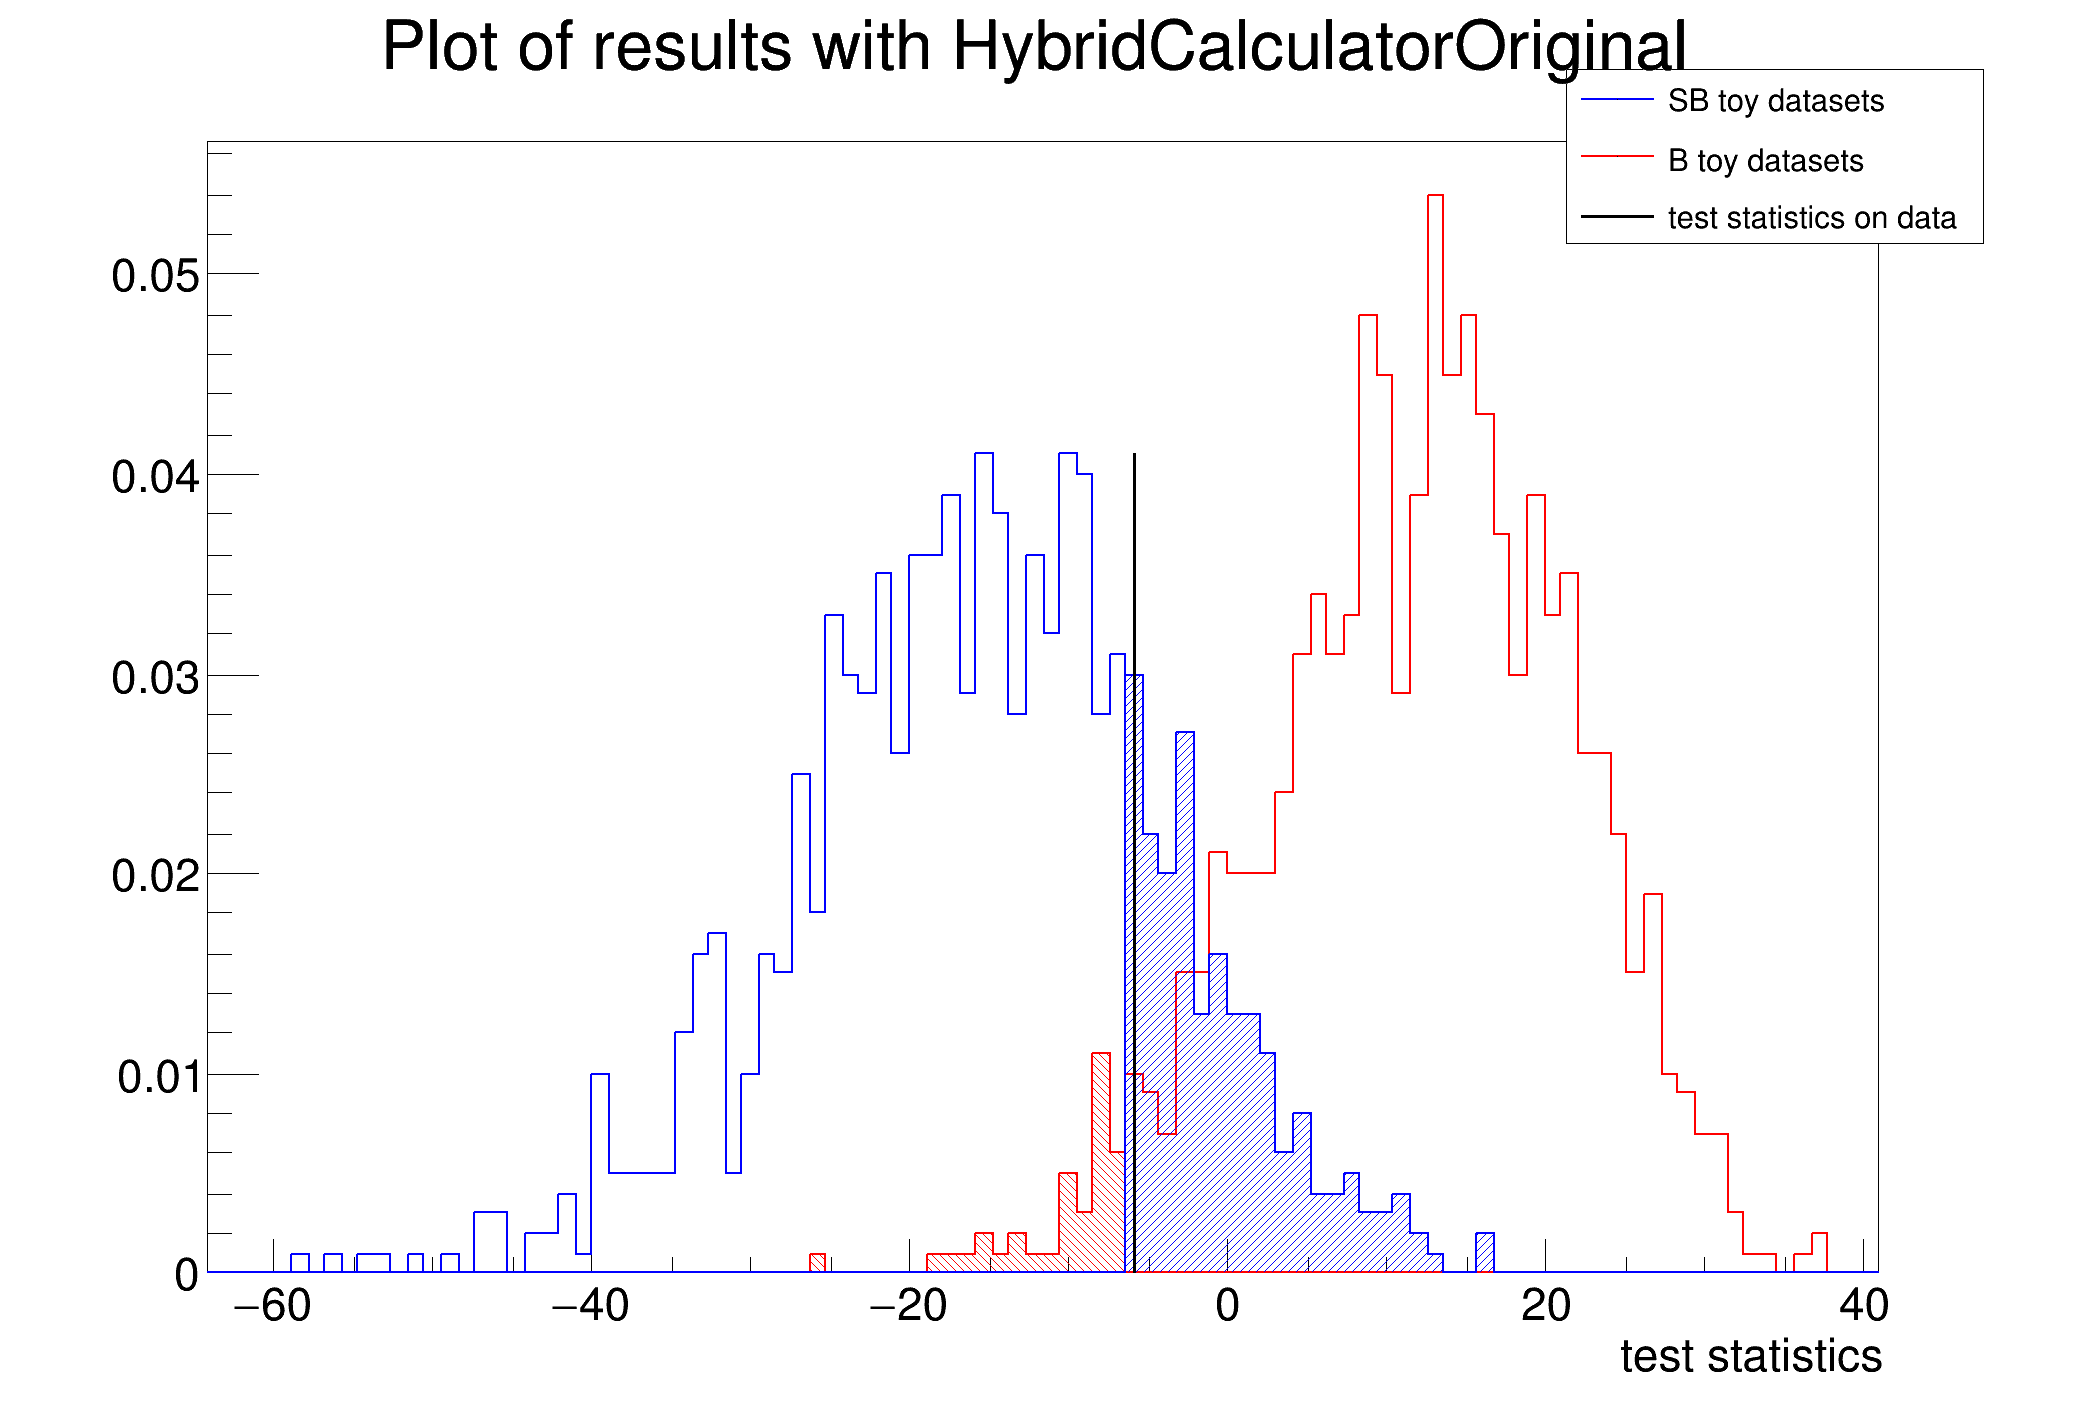 Plot of results with HybridCalculatorOriginal
SB toy datasets
B toy datasets
test statistics on data
0.05
0.04
0.03
0.02
0.01
0
−60 −40 −20 0 20 40
test statistics